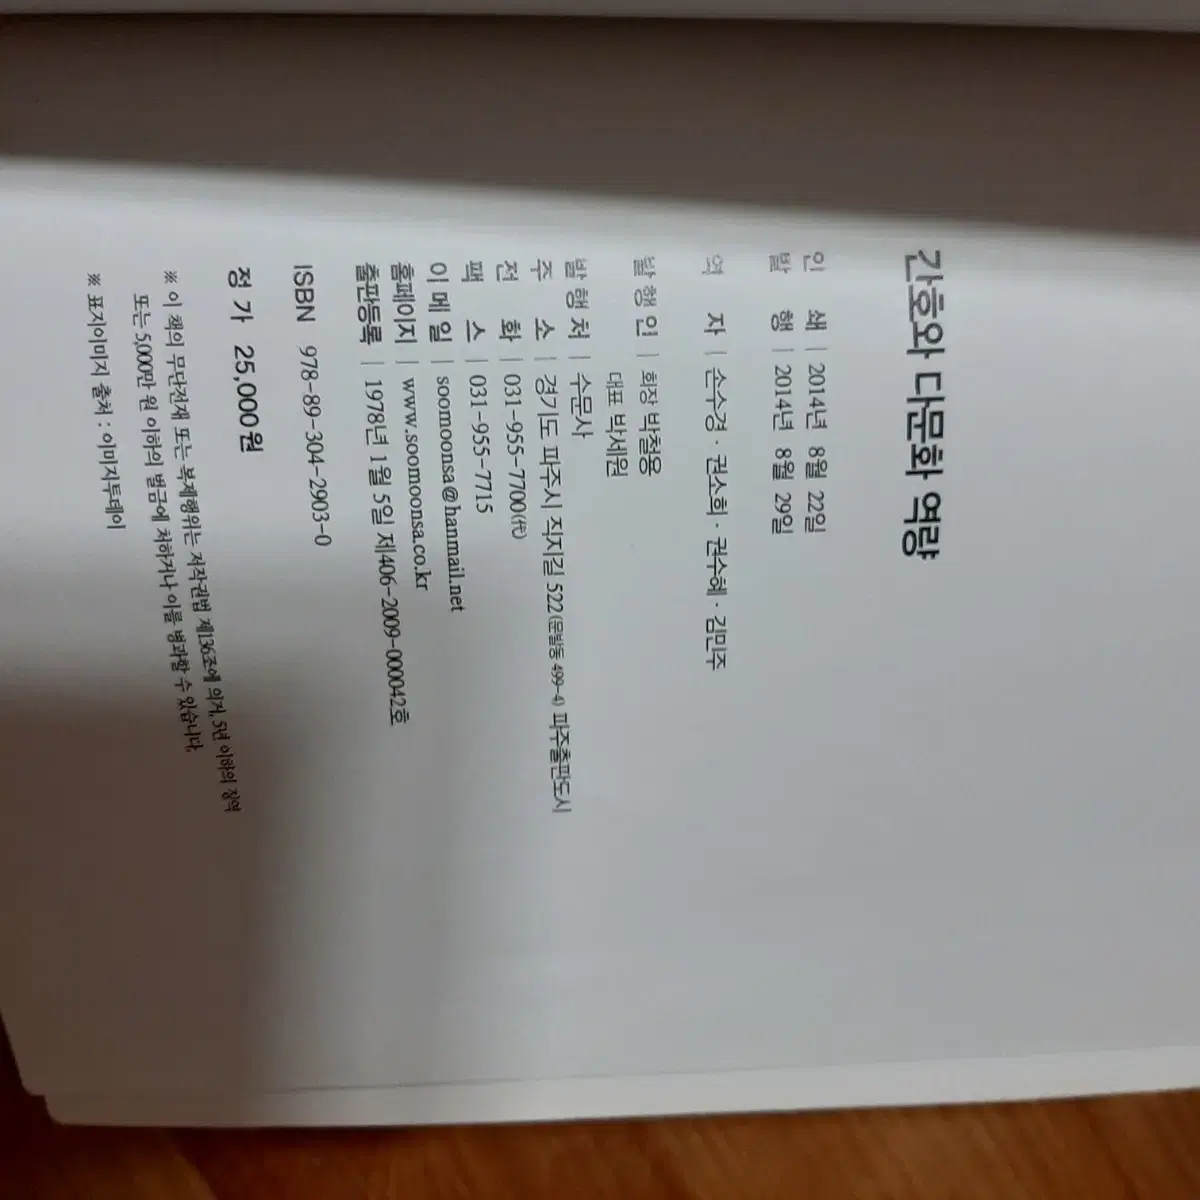 간호와 다문화 역량
인 쇄 | 2014년 8월 22일
발 행 | 2014년 8월 29일
역 자 | 손수경 · 권소희 · 권수혜 · 김민주
발 행 인 | 회장 박철용
대표 박세원
발 행 처 | 수문사
주 소 | 경기도 파주시 직지길 522(문발동 499-4) 파주출판도시
전 화 | 031-955-7700(代)
팩 스 | 031-955-7715
이 메 일 | soomoonsa@hanmail.net
홈페이지 | www.soomoonsa.co.kr
출판등록 | 1978년 1월 5일 제406-2009-000042호
ISBN 978-89-304-2903-0
정 가 25,000원
※ 이 책의 무단전재 또는 복제행위는 저작권법 제136조에 의거, 5년 이하의 징역
또는 5,000만 원 이하의 벌금에 처하거나 이를 병과할 수 있습니다.
※ 표지이미지 출처 : 이미지투데이